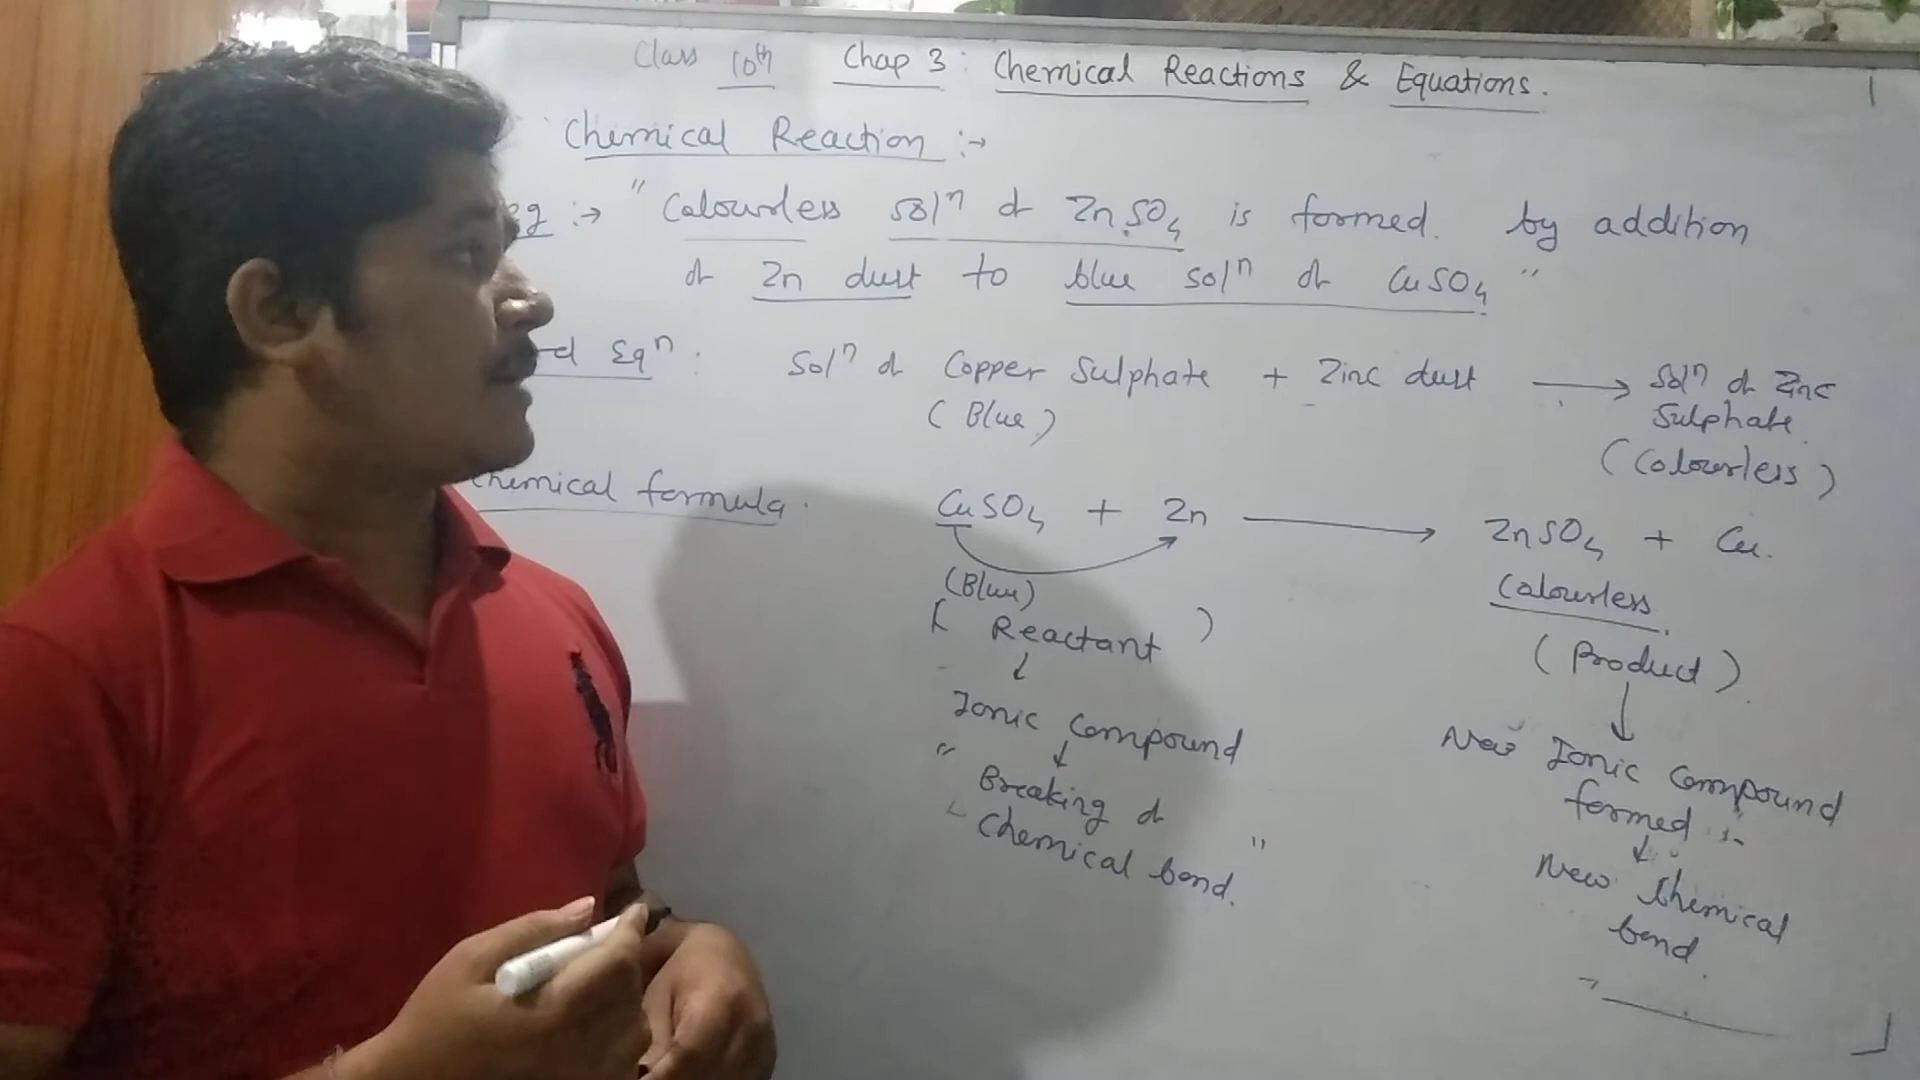 Class 10th Chap 3: Chemical Reactions & Equations.
Chemical Reaction :→
eg :→ "Colourless solⁿ of ZnSO₄ is formed. by addition
of Zn dust to blue solⁿ of CuSO₄"
Eqⁿ: Solⁿ of Copper Sulphate + Zinc dust ⟶ Solⁿ of Zinc
Sulphate.
(Blue)
(Colourless)
Chemical formula. CuSO₄ + Zn ⟶ ZnSO₄ + Cu.
(Blue)
Colourless.
(Reactant)
(Product)
↓
↓
Ionic Compound
New Ionic Compound
formed :-
↓
↓
"Breaking of
Chemical bond."
New Chemical
bond.